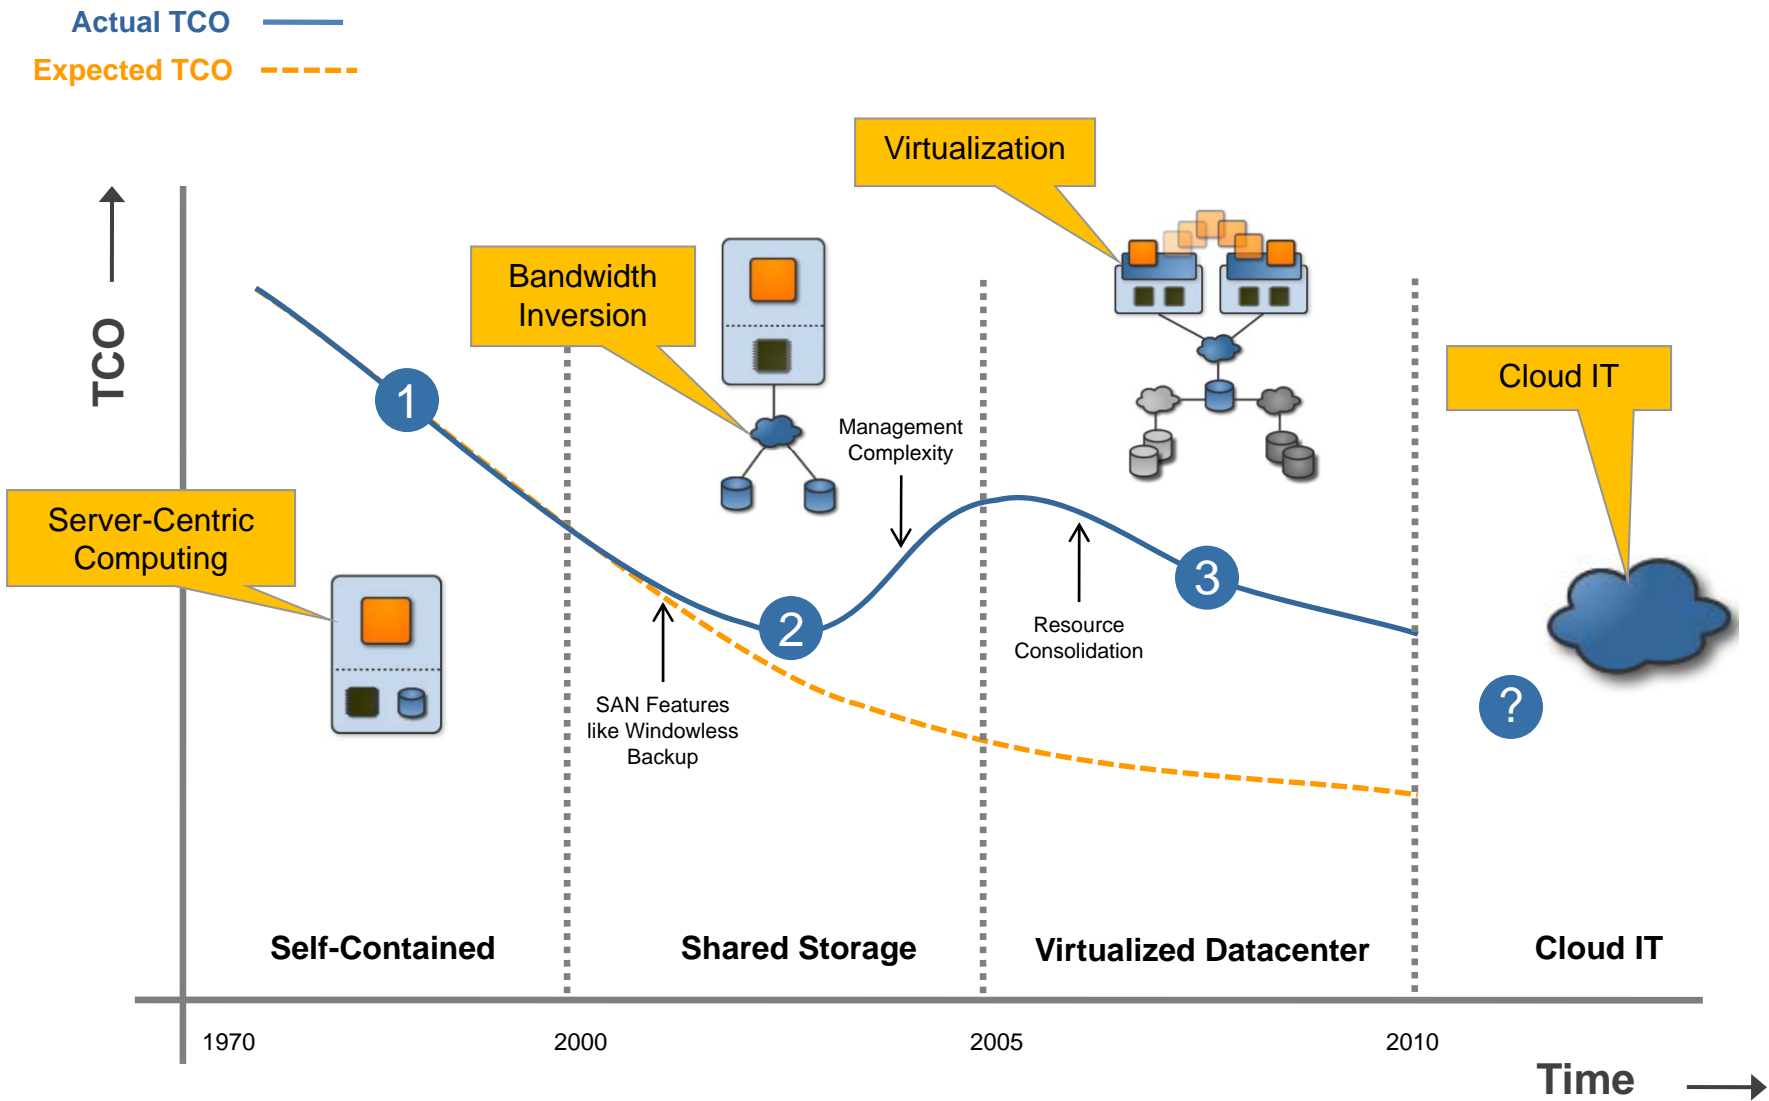 Actual TCO
Expected TCO
Virtualization
Bandwidth
Inversion
TCO
Cloud IT
1
Management
Complexity
Server-Centric
Computing
3
2
Resource
Consolidation
SAN Features
like Windowless
Backup
?
Self-Contained
Shared Storage
Virtualized Datacenter
Cloud IT
1970
2000
2005
2010
Time